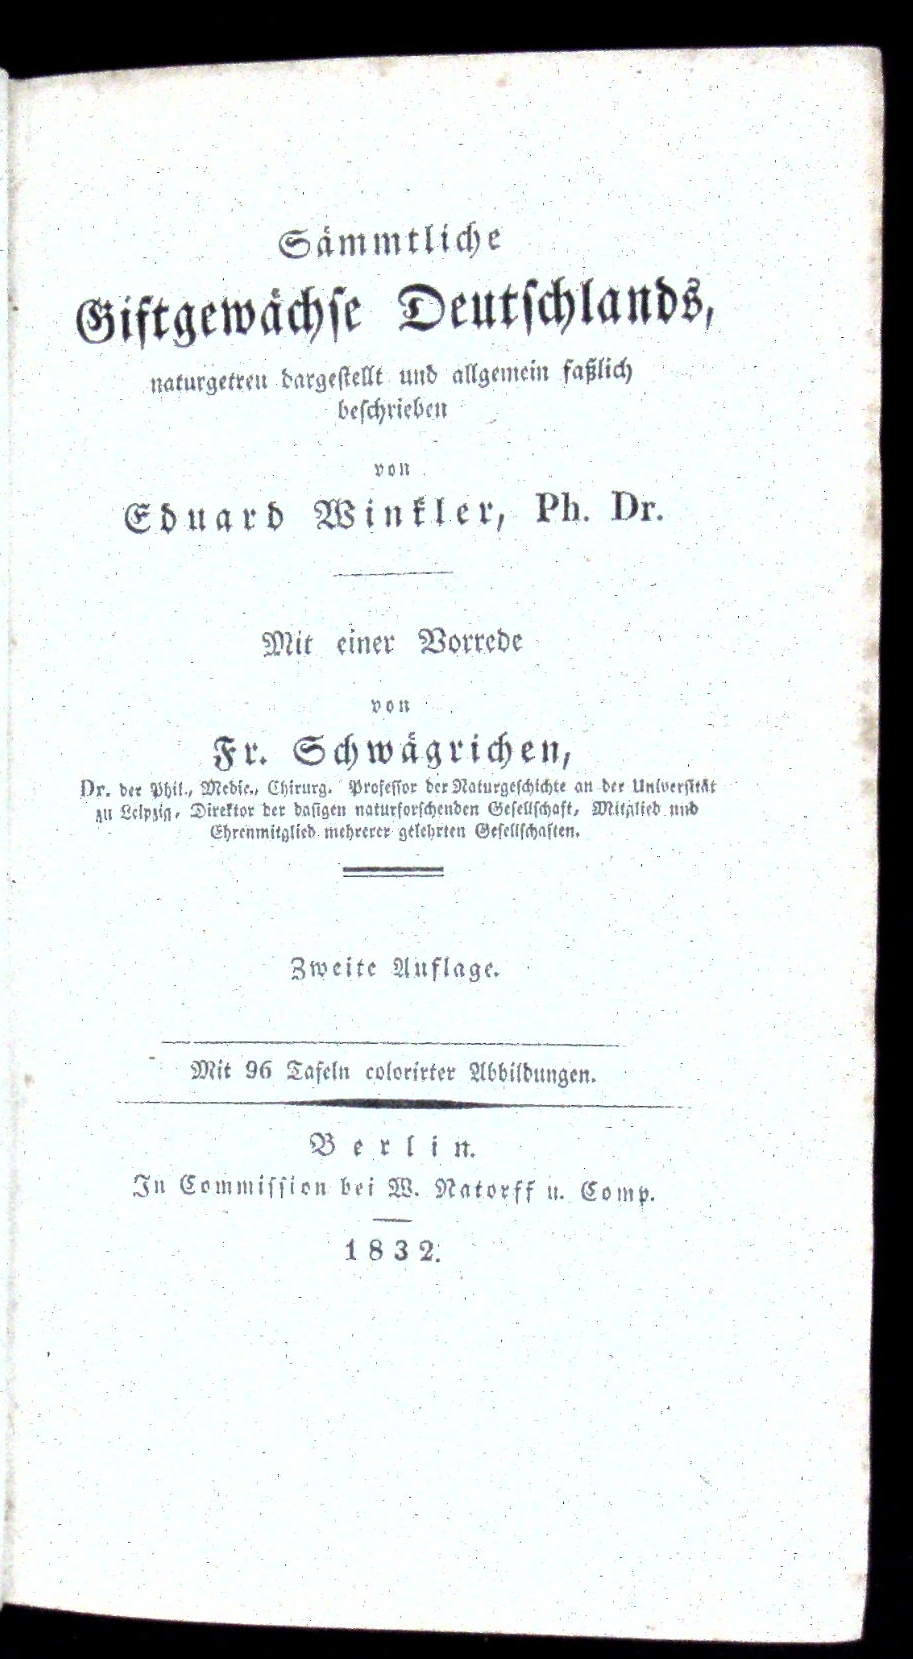 Sämmtliche
Giftgewächse Deutschlands,
naturgetreu dargestellt und allgemein faßlich
beschrieben
von
Eduard Winkler, Ph. Dr.
Mit einer Vorrede
von
Fr. Schwägrichen,
Dr. der Phil., Medic., Chirurg. Professor der Naturgeschichte an der Universität
zu Leipzig, Direktor der dasigen naturforschenden Gesellschaft, Mitglied und
Ehrenmitglied mehrerer gelehrten Gesellschaften.
Zweite Auflage.
Mit 96 Tafeln colorirter Abbildungen.
Berlin.
In Commission bei W. Natorff u. Comp.
1832.